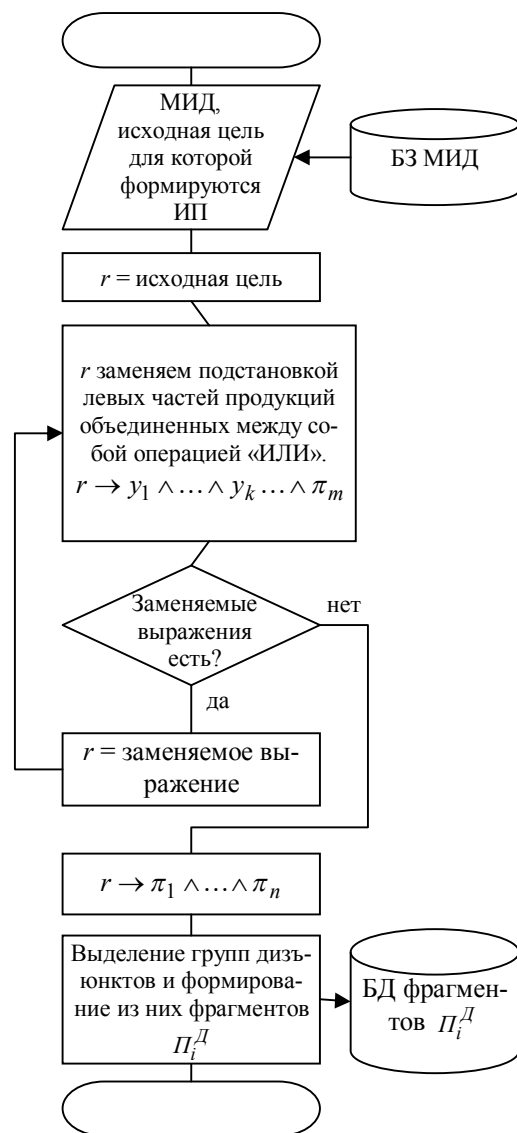 МИД,
исходная цель
для которой
формируются
ИП
БЗ МИД
r = исходная цель
r заменяем подстановкой
левых частей продукций
объединенных между со-
бой операцией «ИЛИ».
r → y₁ ∧ … ∧ yₖ … ∧ πₘ
Заменяемые
выражения
есть?
нет
да
r = заменяемое вы-
ражение
r → π₁ ∧ … ∧ πₙ
Выделение групп дизъ-
юнктов и формирова-
ние из них фрагментов
Π_i^Д
БД фрагмен-
тов Π_i^Д